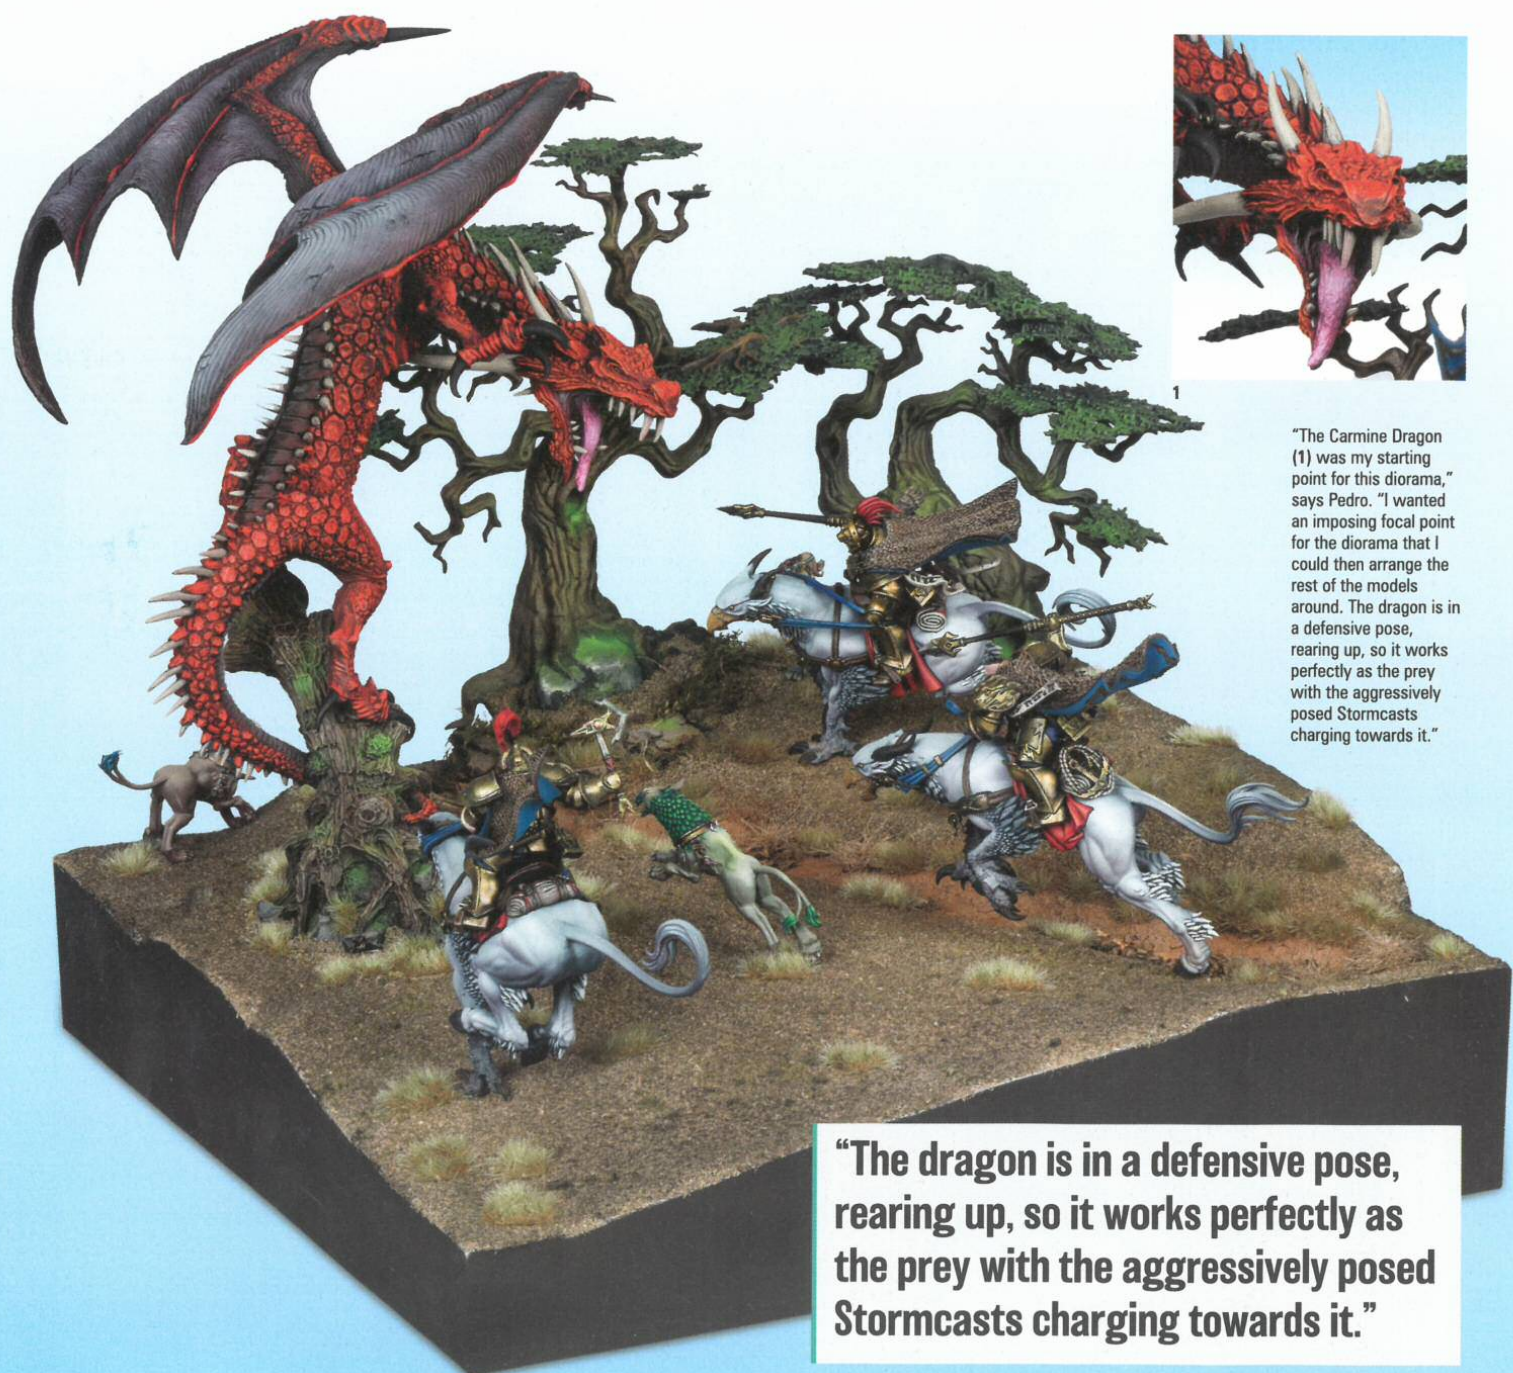 1
“The Carmine Dragon
(1) was my starting
point for this diorama,”
says Pedro. “I wanted
an imposing focal point
for the diorama that I
could then arrange the
rest of the models
around. The dragon is in
a defensive pose,
rearing up, so it works
perfectly as the prey
with the aggressively
posed Stormcasts
charging towards it.”
“The dragon is in a defensive pose,
rearing up, so it works perfectly as
the prey with the aggressively posed
Stormcasts charging towards it.”